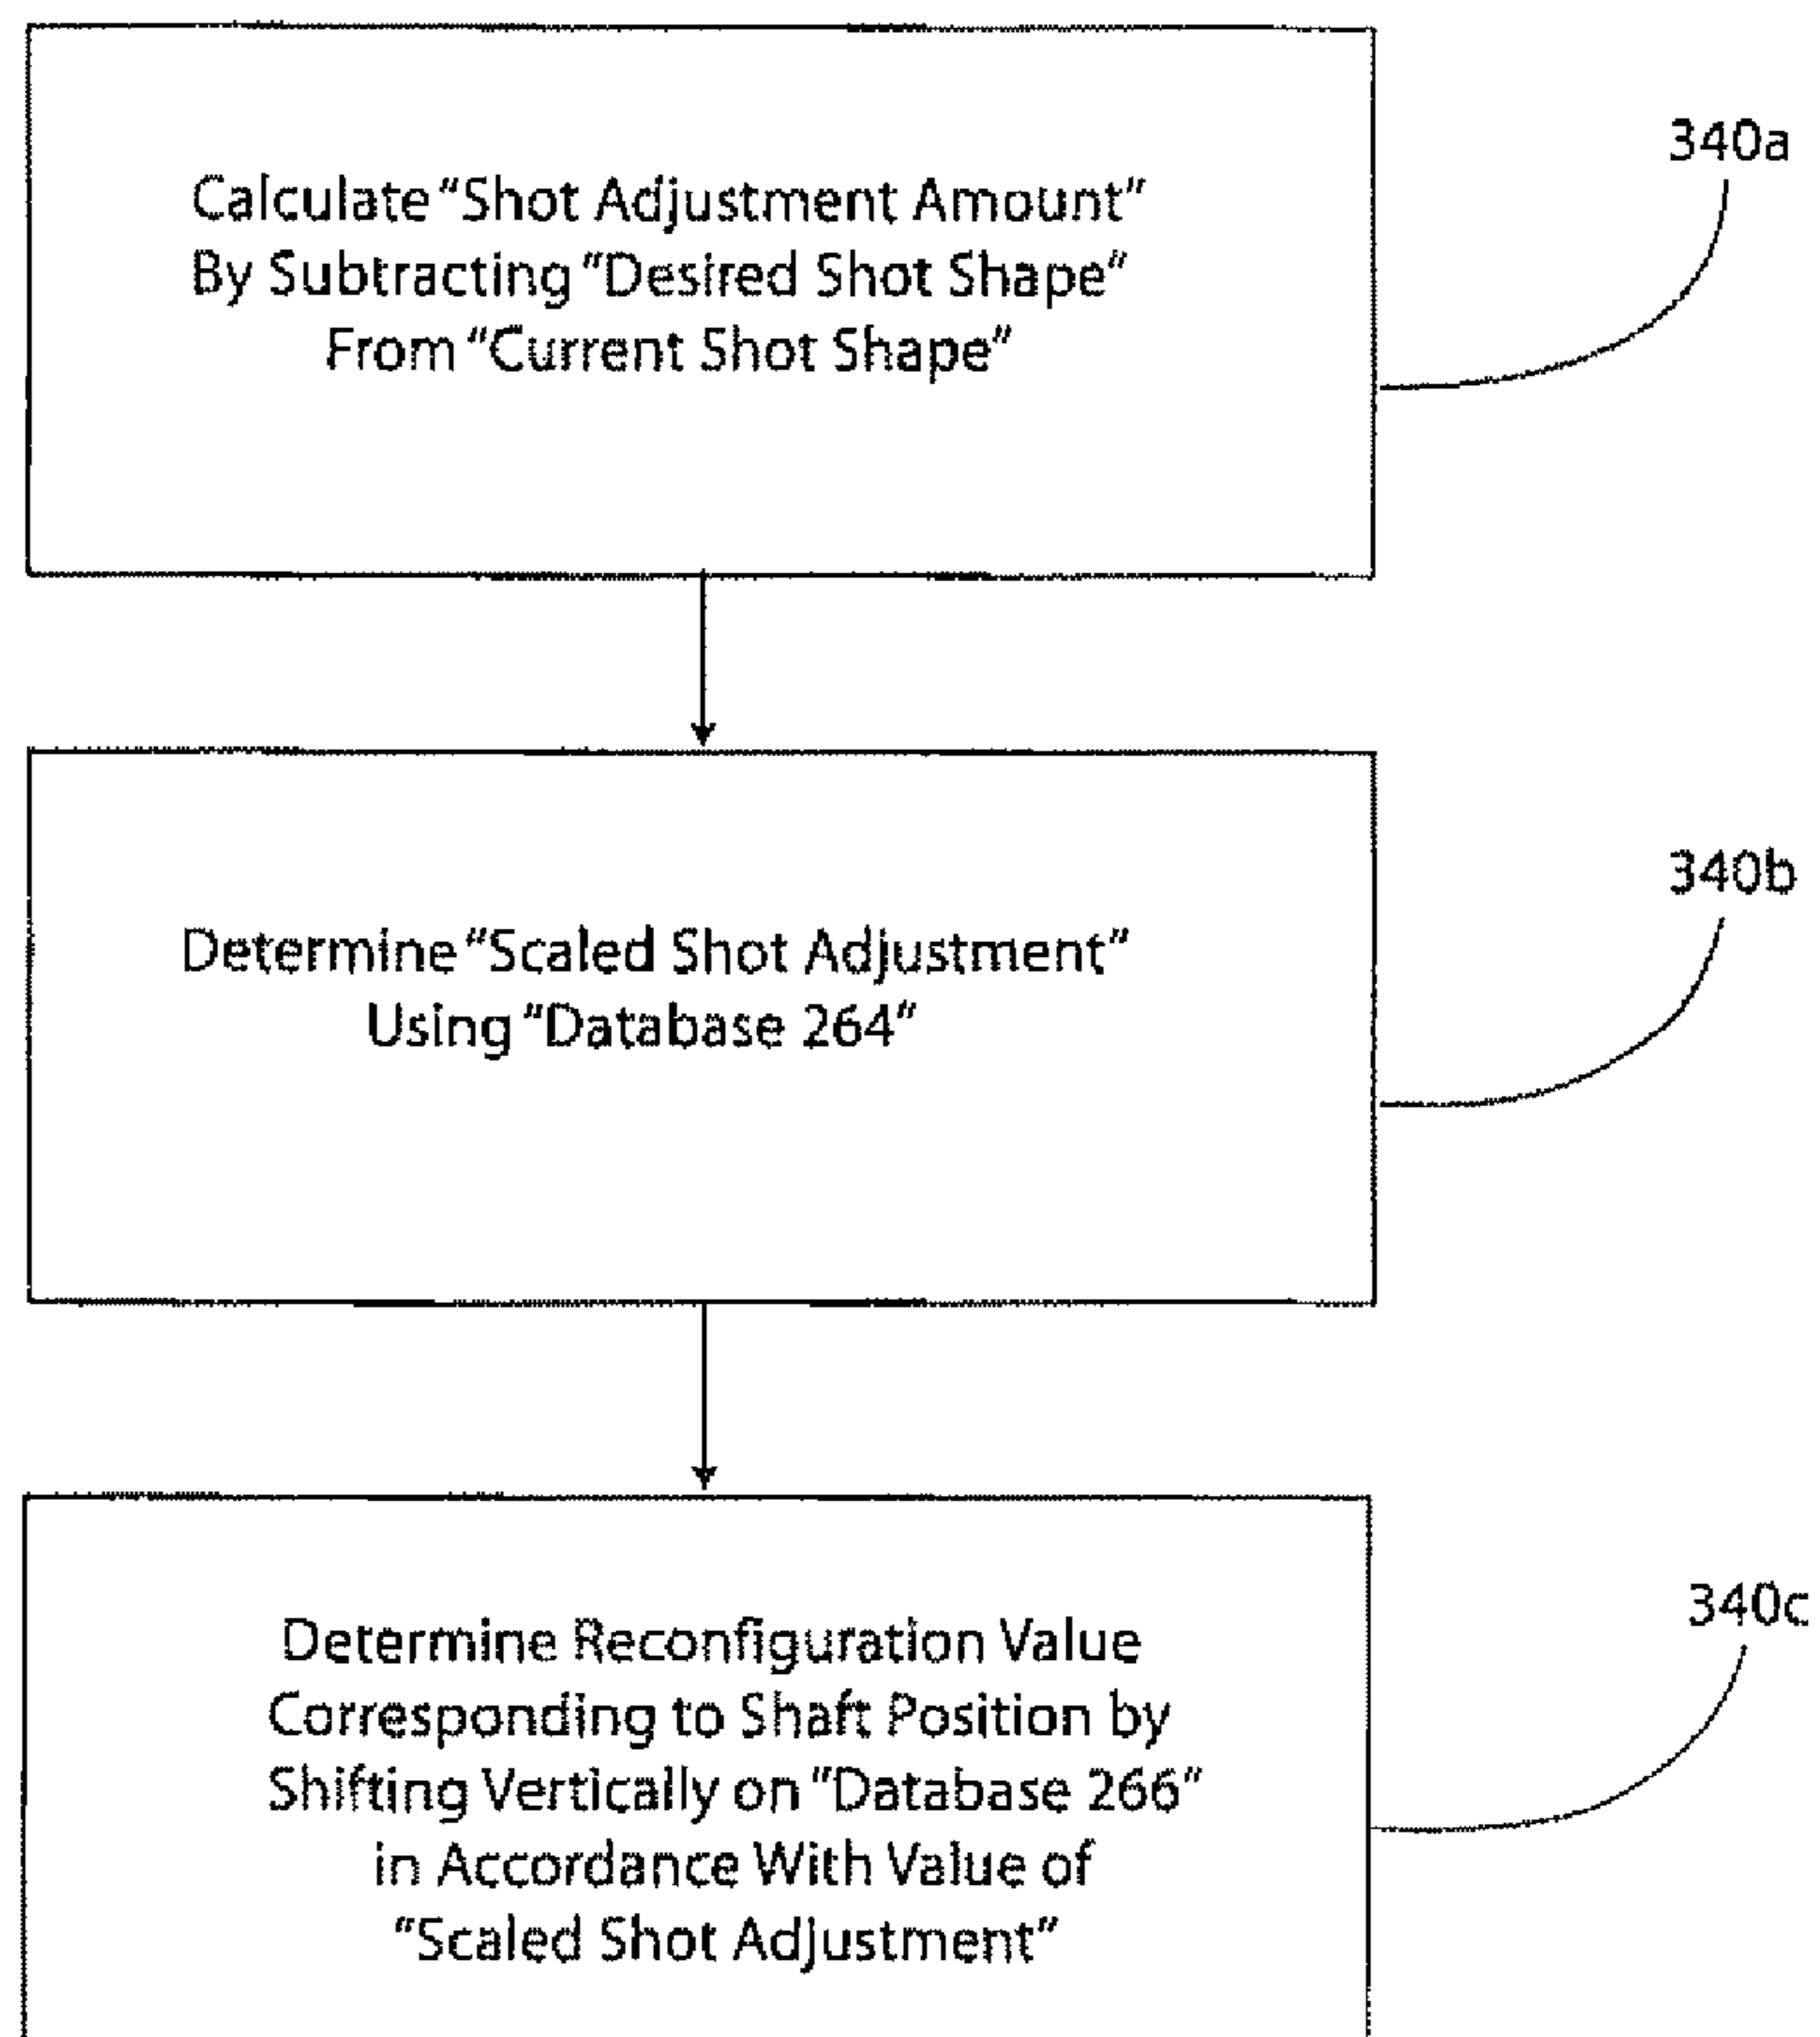 Calculate "Shot Adjustment Amount"
By Subtracting "Desired Shot Shape"
From "Current Shot Shape"
340a
Determine "Scaled Shot Adjustment"
Using "Database 264"
340b
Determine Reconfiguration Value
Corresponding to Shaft Position by
Shifting Vertically on "Database 266"
in Accordance With Value of
"Scaled Shot Adjustment"
340c